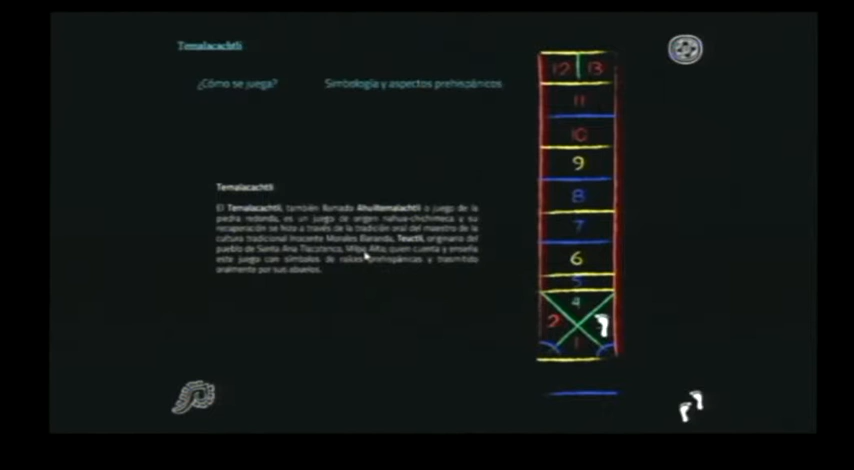 Temalacachtli
¿Cómo se juega?
Simbología y aspectos prehispánicos
Temalacachtli
El Temalacachtli, también llamado Ahuiltemalachtli o juego de la
piedra redonda, es un juego de origen nahua-chichimeca y su
recuperación se hizo a través de la tradición oral del maestro de la
cultura tradicional Inocente Morales Baranda, Teuctli, originario del
pueblo de Santa Ana Tlacotenco, Milpa Alta, quien cuenta y enseña
este juego con símbolos de raíces prehispánicas y trasmitido
oralmente por sus abuelos.
12 13
11
10
9
8
7
6
5
4
2
1